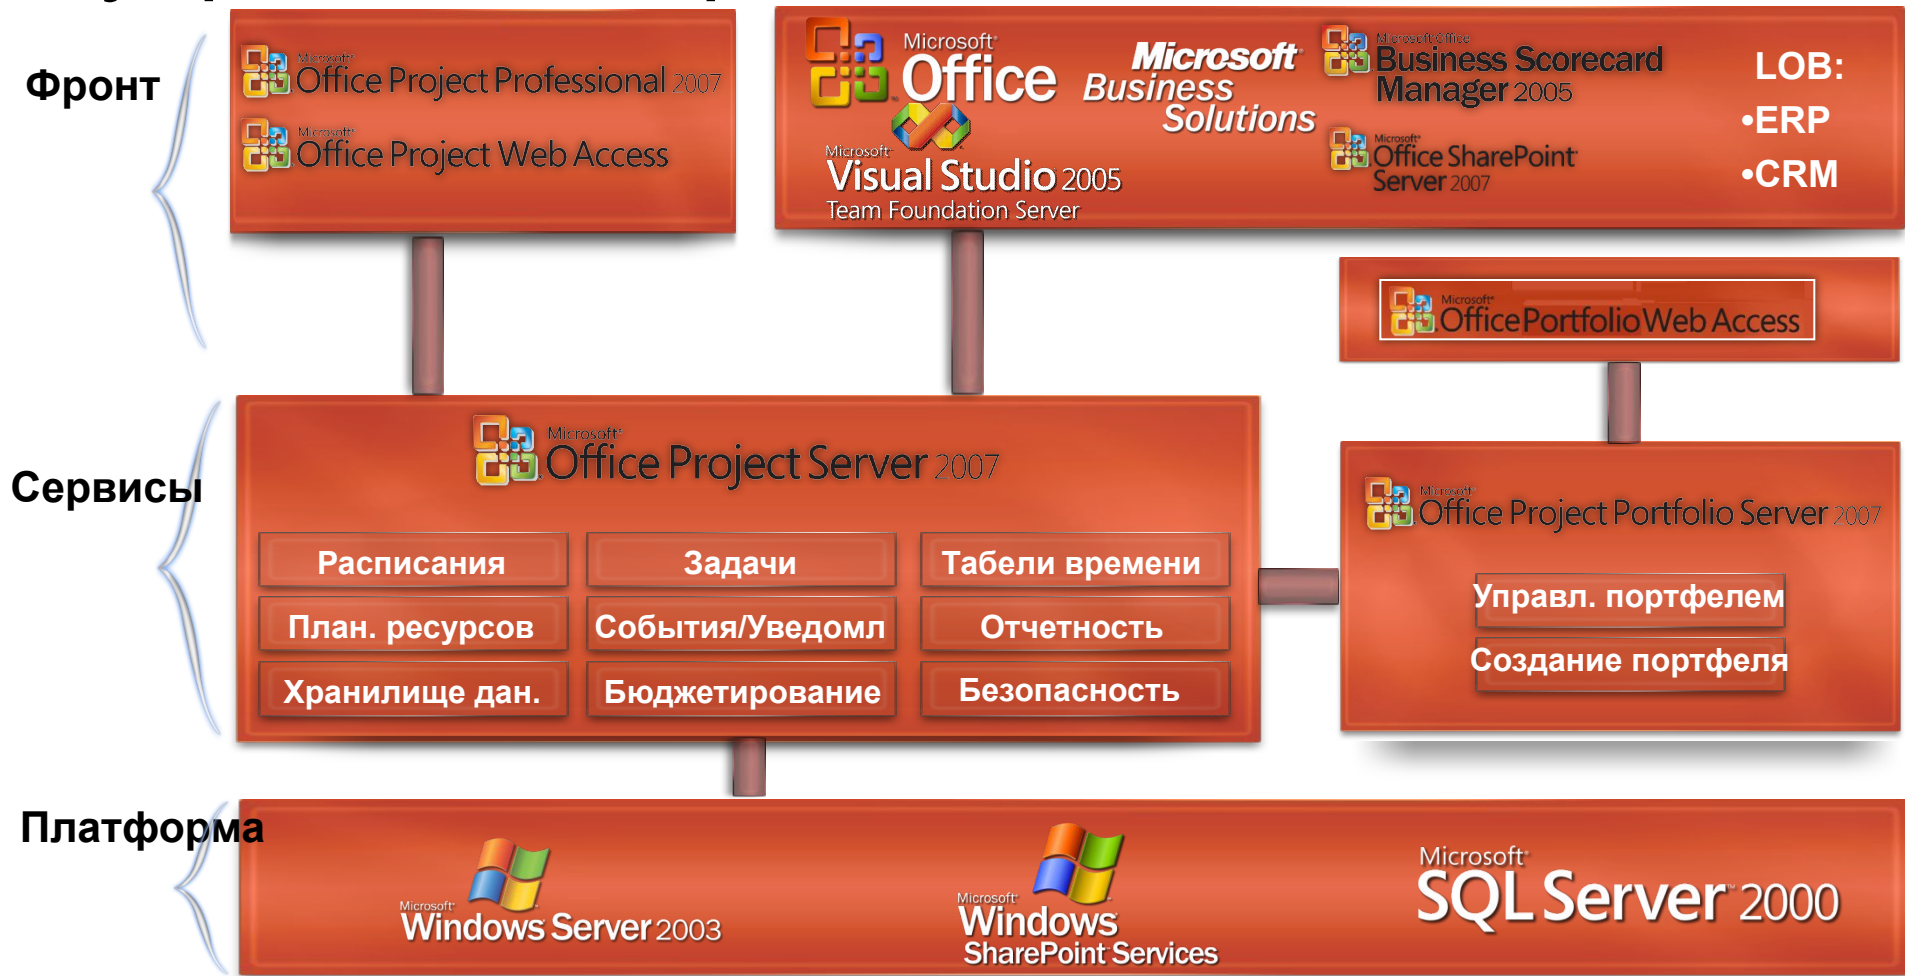 Фронт
Microsoft
Office Project Professional 2007
Microsoft
Office Project Web Access
Microsoft
Office
Microsoft
Business
Solutions
Microsoft Office
Business Scorecard
Manager 2005
LOB:
•ERP
•CRM
Microsoft
Visual Studio 2005
Team Foundation Server
Microsoft
Office SharePoint
Server 2007
Microsoft
Office Portfolio Web Access
Сервисы
Microsoft
Office Project Server 2007
Расписания
Задачи
Табели времени
План. ресурсов
События/Уведомл
Отчетность
Хранилище дан.
Бюджетирование
Безопасность
Microsoft
Office Project Portfolio Server 2007
Управл. портфелем
Создание портфеля
Платформа
Microsoft
Windows Server 2003
Microsoft
Windows
SharePoint Services
Microsoft
SQL Server 2000